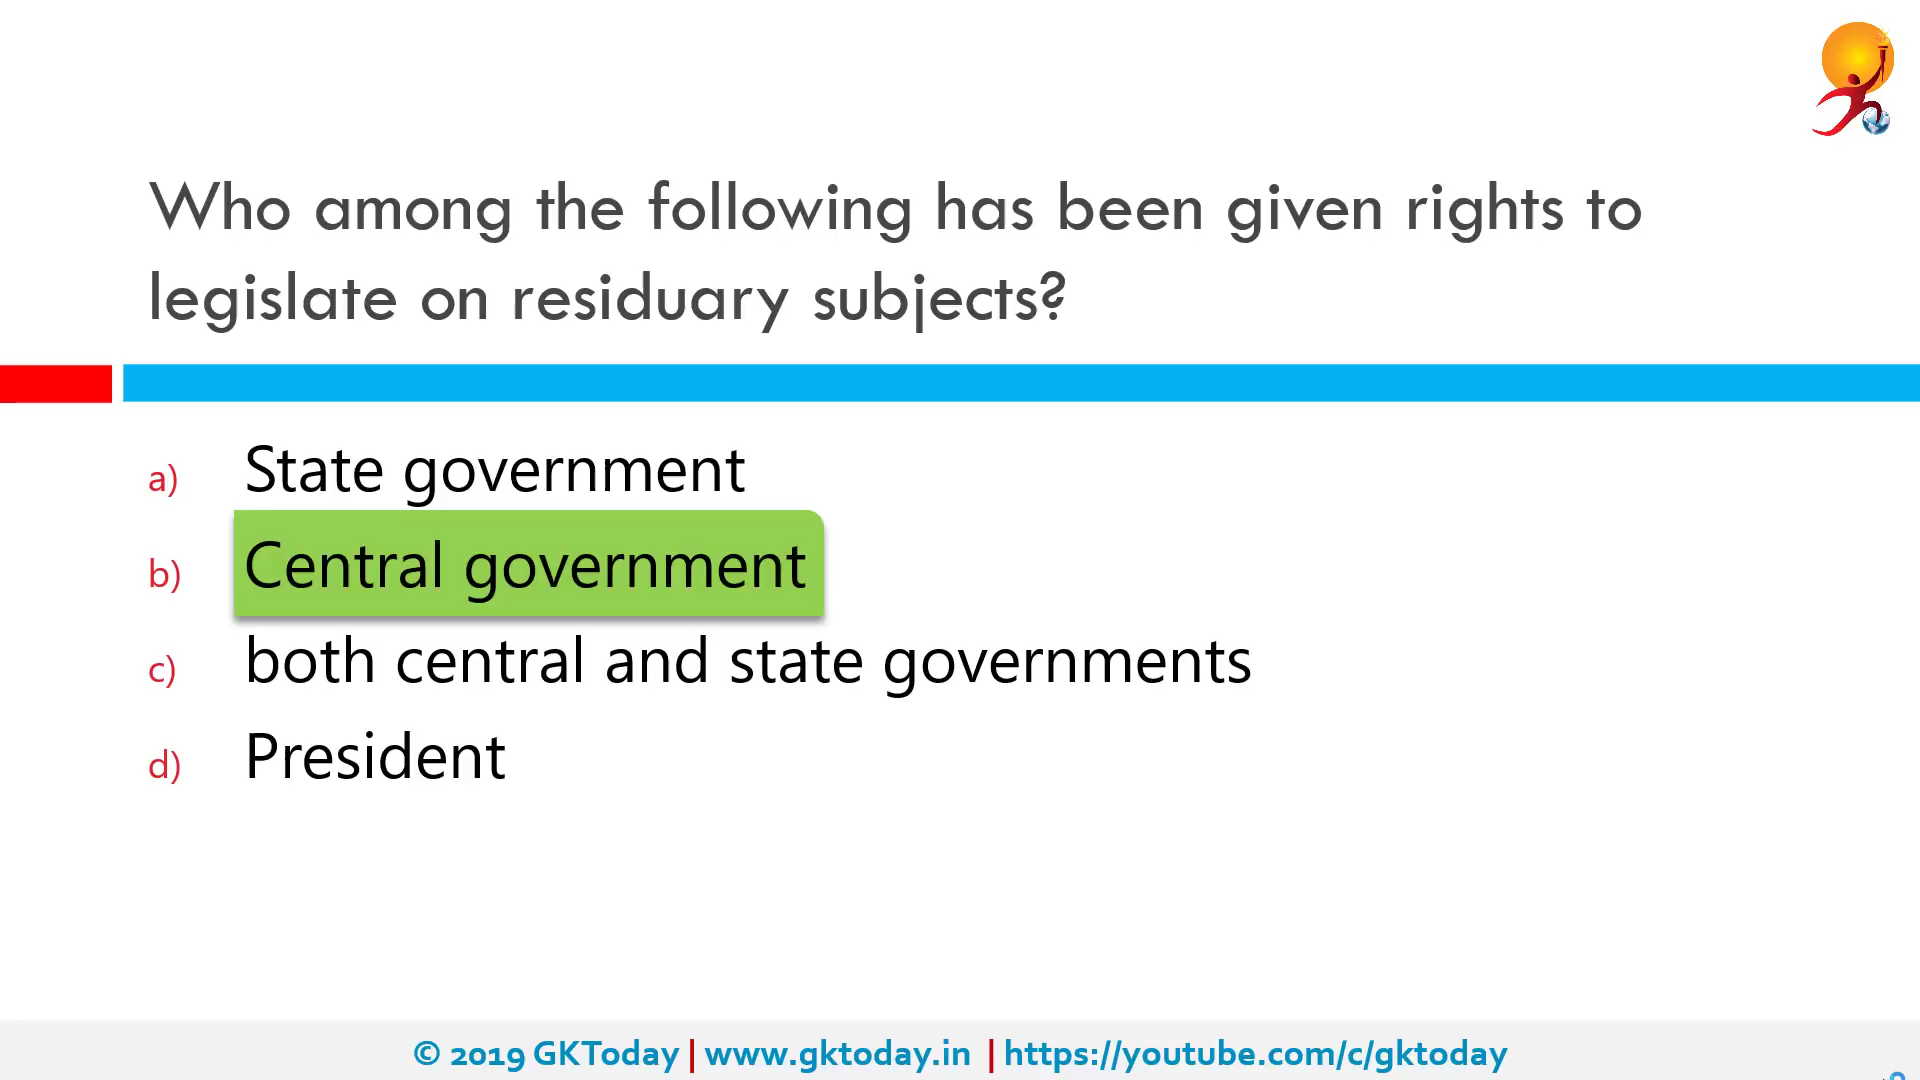 Who among the following has been given rights to
legislate on residuary subjects?
a) State government
b) Central government
c) both central and state governments
d) President
© 2019 GKToday | www.gktoday.in | https://youtube.com/c/gktoday